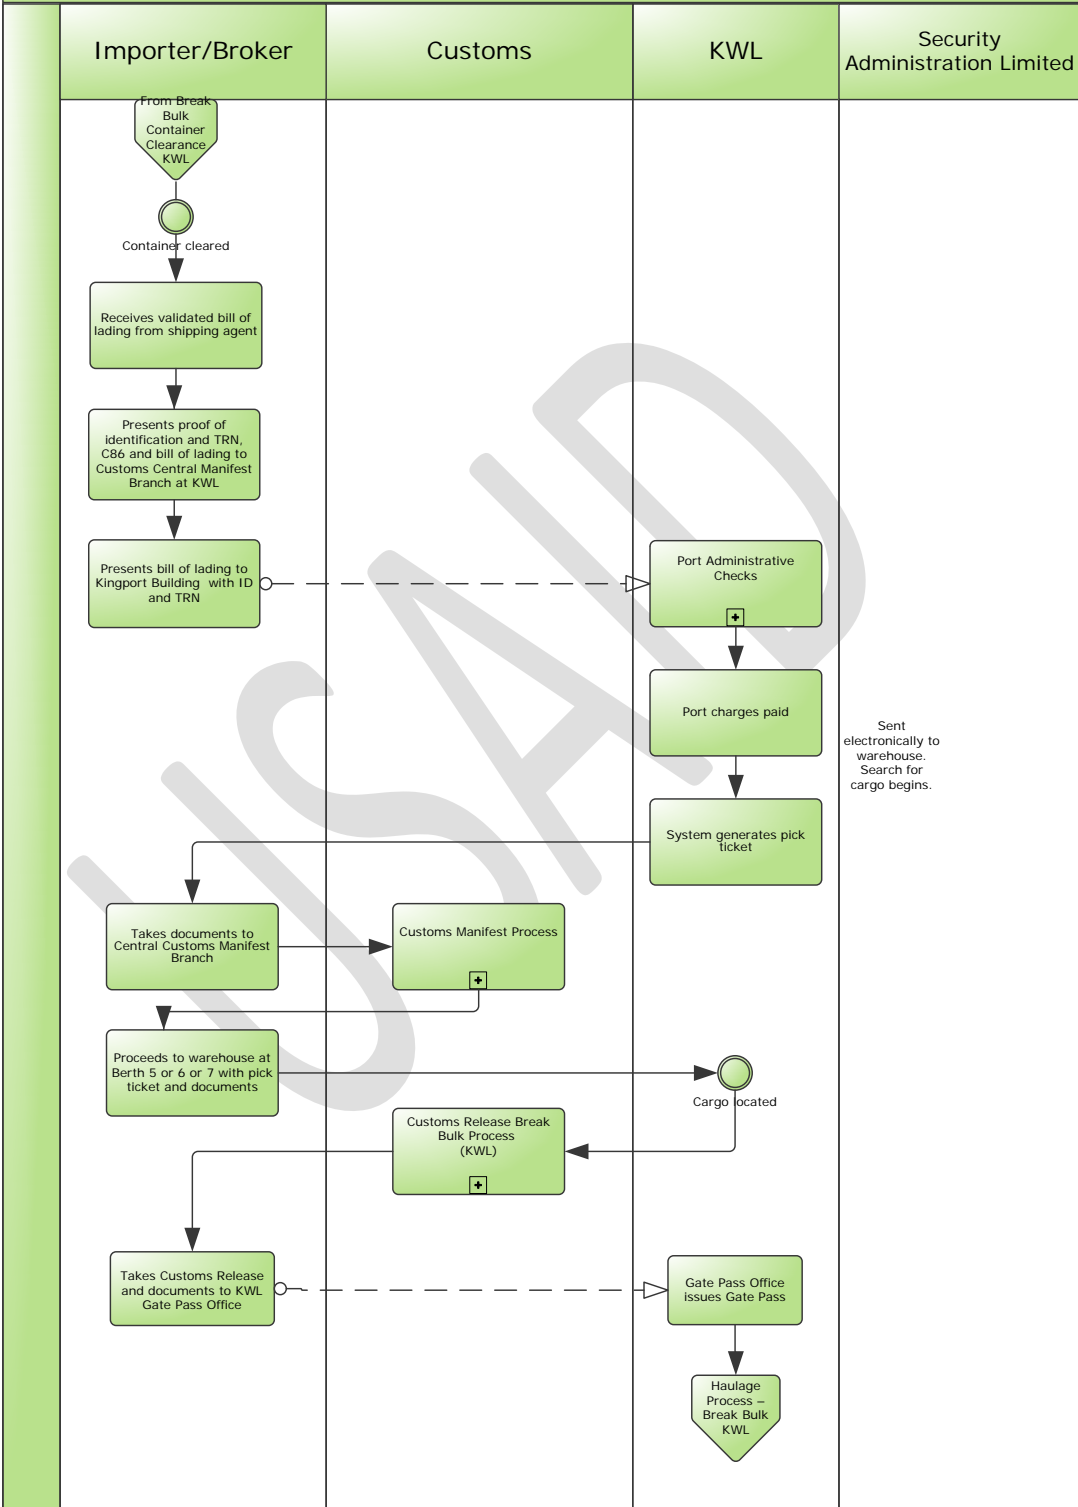 Importer/Broker
Customs
KWL
Security
Administration Limited
From Break
Bulk
Container
Clearance
KWL
Container cleared
Receives validated bill of
lading from shipping agent
Presents proof of
identification and TRN,
C86 and bill of lading to
Customs Central Manifest
Branch at KWL
Presents bill of lading to
Kingport Building with ID
and TRN
Port Administrative
Checks
Port charges paid
Sent
electronically to
warehouse.
Search for
cargo begins.
System generates pick
ticket
Takes documents to
Central Customs Manifest
Branch
Customs Manifest Process
Proceeds to warehouse at
Berth 5 or 6 or 7 with pick
ticket and documents
Cargo located
Customs Release Break
Bulk Process
(KWL)
Takes Customs Release
and documents to KWL
Gate Pass Office
Gate Pass Office
issues Gate Pass
Haulage
Process –
Break Bulk
KWL
USAID